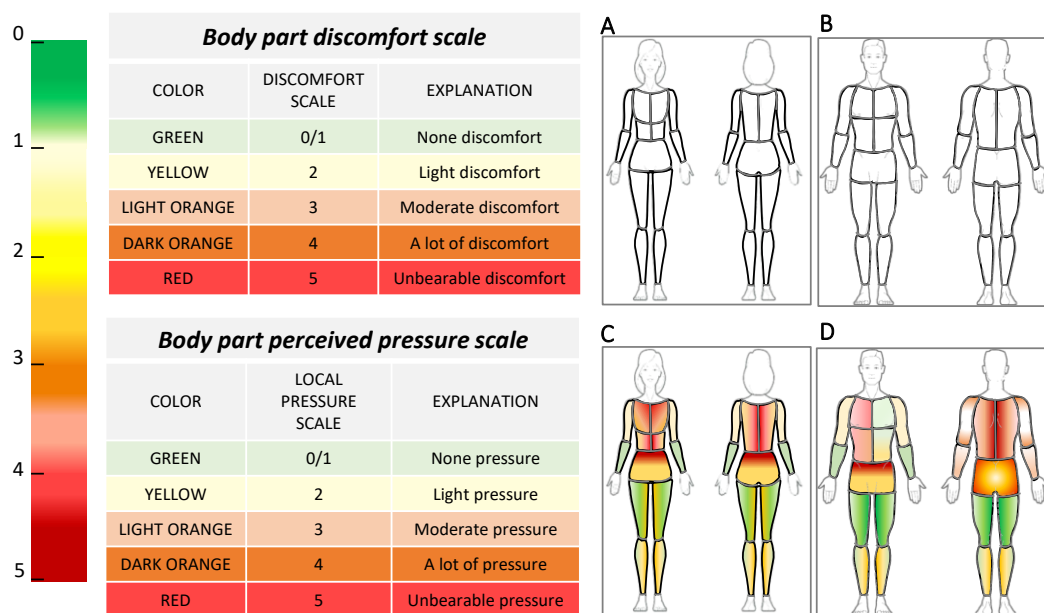 0
1
2
3
4
5
Body part discomfort scale
COLOR DISCOMFORT SCALE EXPLANATION
GREEN 0/1 None discomfort
YELLOW 2 Light discomfort
LIGHT ORANGE 3 Moderate discomfort
DARK ORANGE 4 A lot of discomfort
RED 5 Unbearable discomfort
Body part perceived pressure scale
COLOR LOCAL PRESSURE SCALE EXPLANATION
GREEN 0/1 None pressure
YELLOW 2 Light pressure
LIGHT ORANGE 3 Moderate pressure
DARK ORANGE 4 A lot of pressure
RED 5 Unbearable pressure
A
B
C
D